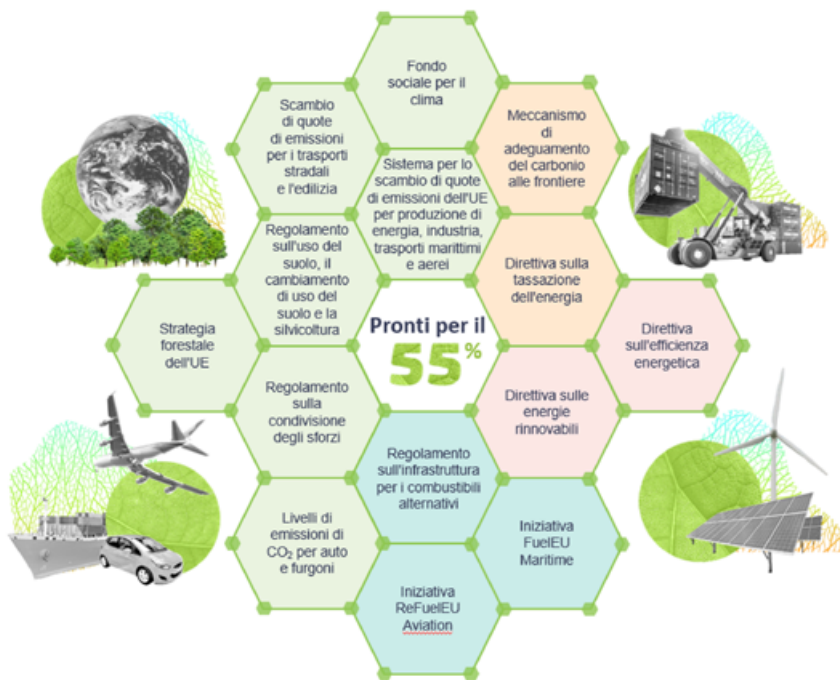 Fondo
sociale per il
clima
Scambio
di quote
di emissioni
per i trasporti
stradali
e l'edilizia
Meccanismo
di
adeguamento
del carbonio
alle frontiere
Sistema per lo
scambio di quote
di emissioni dell'UE
per produzione di
energia, industria,
trasporti marittimi
e aerei
Regolamento
sull'uso del
suolo, il
cambiamento
di uso del
suolo e la
silvicoltura
Direttiva sulla
tassazione
dell'energia
Strategia
forestale
dell'UE
Pronti per il
55%
Direttiva
sull'efficienza
energetica
Regolamento
sulla
condivisione
degli sforzi
Direttiva sulle
energie
rinnovabili
Regolamento
sull'infrastruttura
per i combustibili
alternativi
Livelli di
emissioni di
CO₂ per auto
e furgoni
Iniziativa
FuelEU
Maritime
Iniziativa
ReFuelEU
Aviation